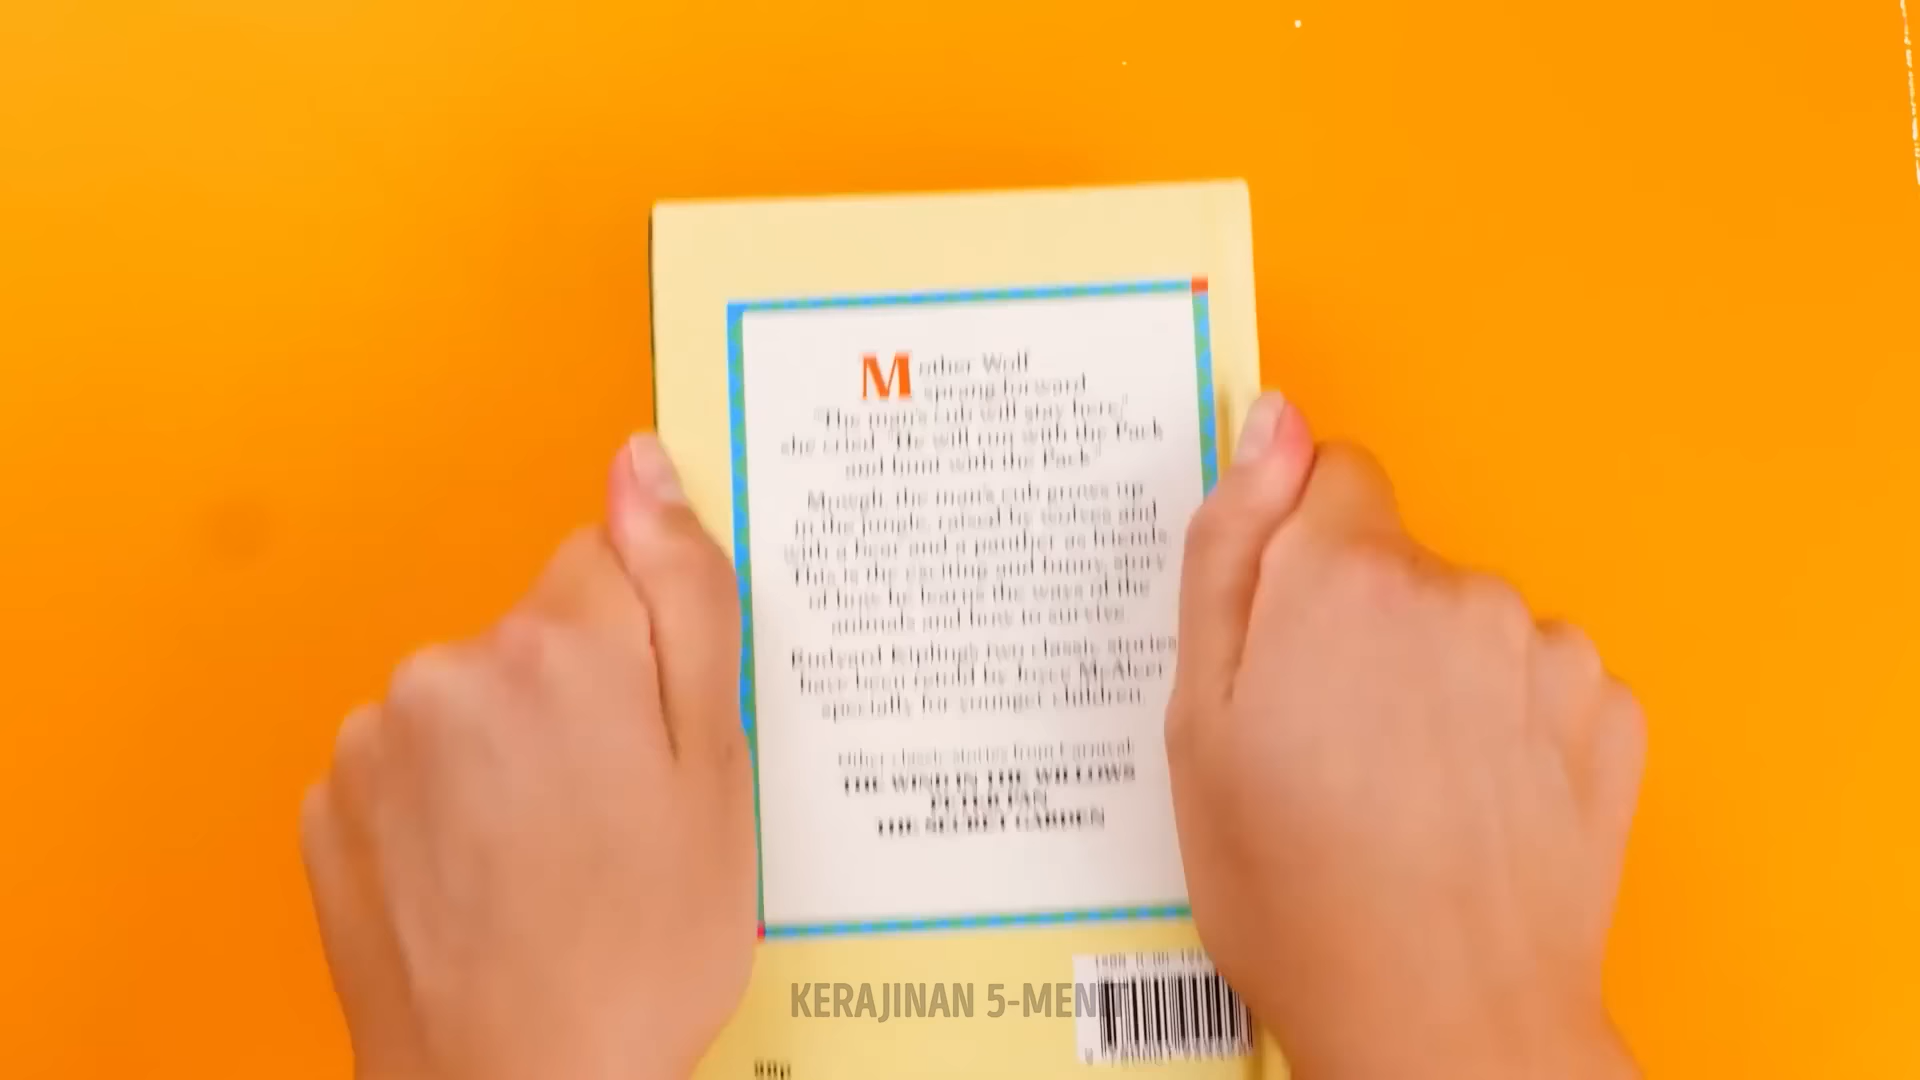 Mother Wolf
sprang forward.
"The man's cub will stay here,"
she cried. "He will run with the Pack
and hunt with the Pack."
Mowgli, the man's cub grows up
in the jungle, raised by wolves and
with a bear and a panther as friends.
This is the exciting and funny story
of how he learns the ways of the
animals and how to survive.
Rudyard Kipling's two classic stories
have been retold by Joyce McAleer
specially for younger children.
Other classic stories from Carnival:
THE WIND IN THE WILLOWS
PETER PAN
THE SECRET GARDEN
ISBN 0 00
KERAJINAN 5-MEN